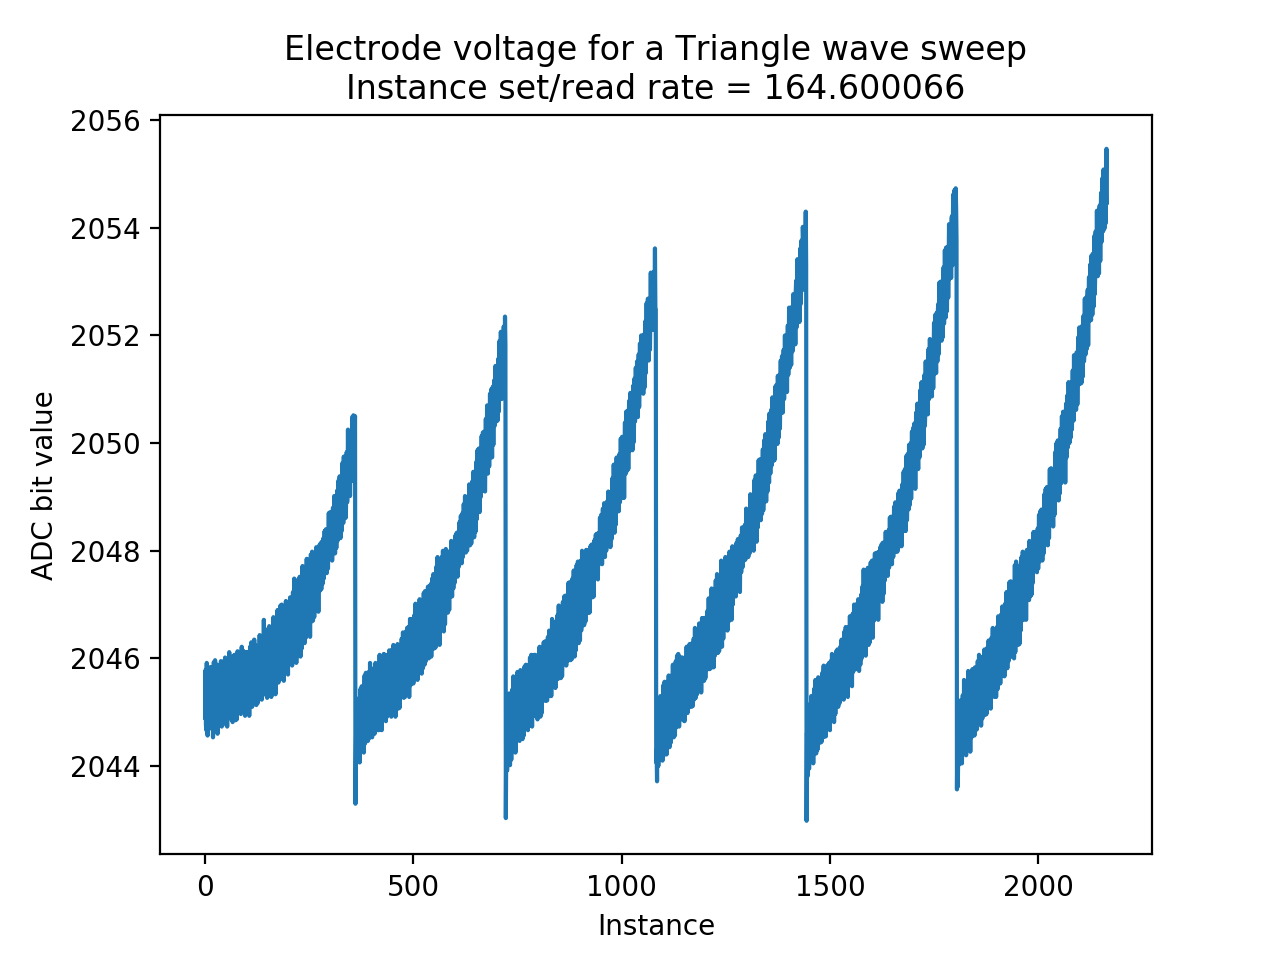 Electrode voltage for a Triangle wave sweep
Instance set/read rate = 164.600066
2056
2054
2052
2050
2048
2046
2044
ADC bit value
0 500 1000 1500 2000
Instance